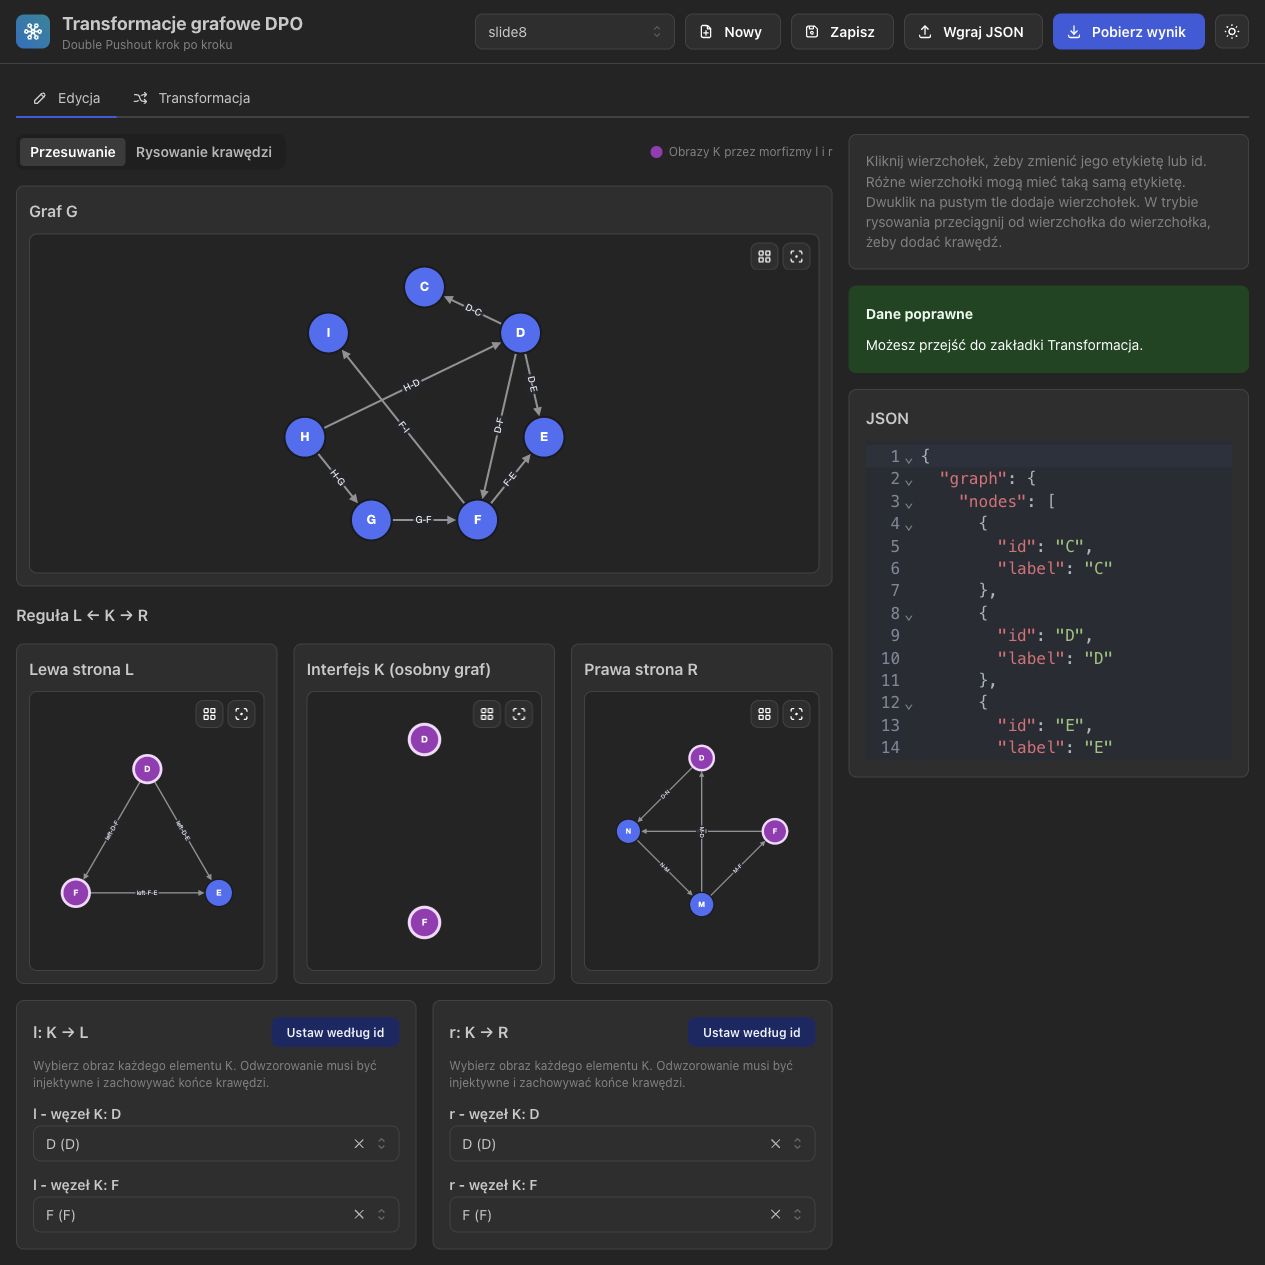 Transformacje grafowe DPO
Double Pushout krok po kroku
slide8
Nowy
Zapisz
Wgraj JSON
Pobierz wynik
Edycja
Transformacja
Przesuwanie
Rysowanie krawędzi
Obrazy K przez morfizmy l i r
Graf G
C
I
D
H
E
G
F
D-C
H-D
D-E
F-I
D-F
H-G
F-E
G-F
Reguła L ← K → R
Lewa strona L
D
F
E
left-D-F
left-D-E
left-F-E
Interfejs K (osobny graf)
D
F
Prawa strona R
D
N
F
M
D-N
M-D
N-M
M-F
l: K → L
Ustaw według id
Wybierz obraz każdego elementu K. Odwzorowanie musi być
injektywne i zachowywać końce krawędzi.
l - węzeł K: D
D (D)
l - węzeł K: F
F (F)
r: K → R
Ustaw według id
Wybierz obraz każdego elementu K. Odwzorowanie musi być
injektywne i zachowywać końce krawędzi.
r - węzeł K: D
D (D)
r - węzeł K: F
F (F)
Kliknij wierzchołek, żeby zmienić jego etykietę lub id.
Różne wierzchołki mogą mieć taką samą etykietę.
Dwuklik na pustym tle dodaje wierzchołek. W trybie
rysowania przeciągnij od wierzchołka do wierzchołka,
żeby dodać krawędź.
Dane poprawne
Możesz przejść do zakładki Transformacja.
JSON
1 {
2 "graph": {
3 "nodes": [
4 {
5 "id": "C",
6 "label": "C"
7 },
8 {
9 "id": "D",
10 "label": "D"
11 },
12 {
13 "id": "E",
14 "label": "E"